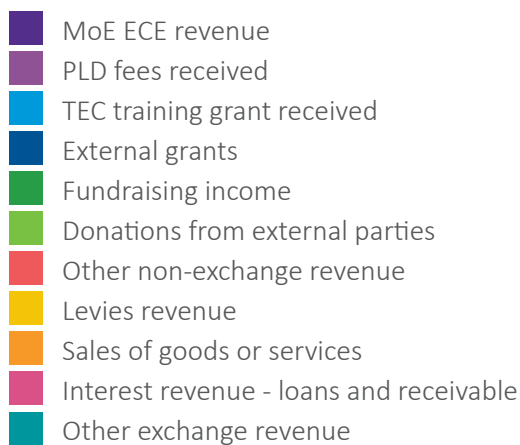 MoE ECE revenue
PLD fees received
TEC training grant received
External grants
Fundraising income
Donations from external parties
Other non-exchange revenue
Levies revenue
Sales of goods or services
Interest revenue - loans and receivable
Other exchange revenue